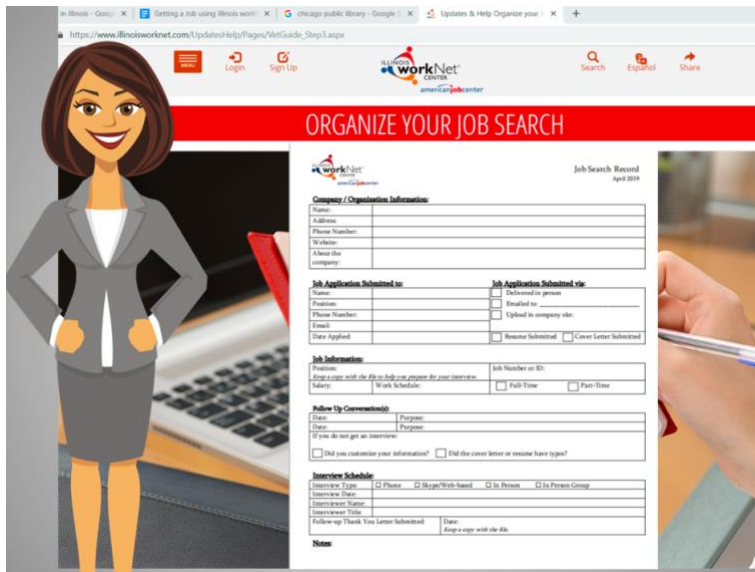 in Illinois - Goog
Getting a Job using Illinois work
chicago public library - Google S
Updates & Help Organize your J
https://www.illinoisworknet.com/UpdatesHelp/Pages/VetGuide_Step3.aspx
MENU
Login
Sign Up
ILLINOIS
workNet
CENTER
americanjobcenter
Search
Español
Share
ORGANIZE YOUR JOB SEARCH
ILLINOIS
workNet
CENTER
americanjobcenter
Job Search Record
April 2019
Company / Organization Information:
Name:
Address:
Phone Number:
Website:
About the
company:
Job Application Submitted to:
Name:
Position:
Phone Number:
Email:
Date Applied:
Job Application Submitted via:
Delivered in person
Emailed to
Upload in company site:
Resume Submitted Cover Letter Submitted
Job Information:
Position: Job Number or ID:
Keep a copy with the file to help you prepare for your interview.
Salary: Work Schedule: Full-Time Part-Time
Follow Up Conversation(s):
Date: Purpose:
Date: Purpose:
If you do not get an interview:
Did you customize your information? Did the cover letter or resume have typos?
Interview Schedule:
Interview Type: Phone Skype/Web-based In Person In Person Group
Interview Date:
Interviewer Name:
Interviewer Title:
Follow-up Thank You Letter Submitted: Date:
Keep a copy with the file.
Notes: